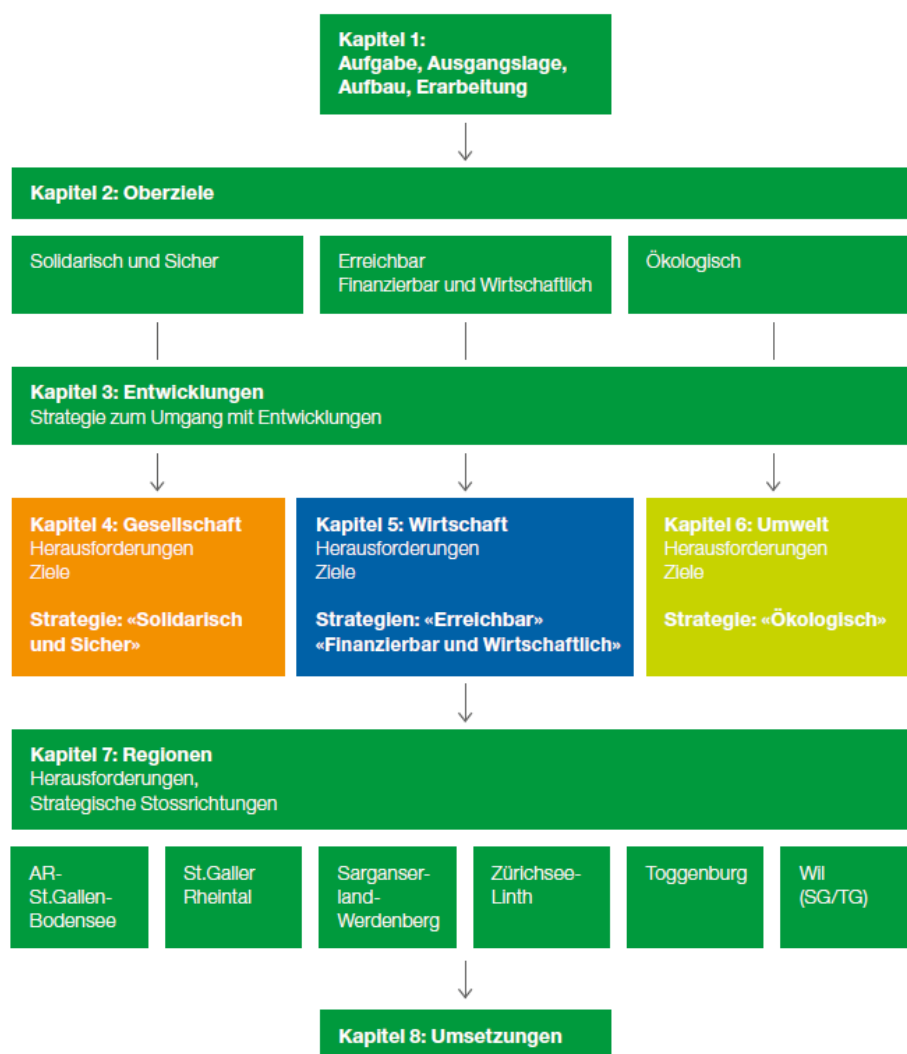 Kapitel 1:
Aufgabe, Ausgangslage,
Aufbau, Erarbeitung
Kapitel 2: Oberziele
Solidarisch und Sicher
Erreichbar
Finanzierbar und Wirtschaftlich
Ökologisch
Kapitel 3: Entwicklungen
Strategie zum Umgang mit Entwicklungen
Kapitel 4: Gesellschaft
Herausforderungen
Ziele
Strategie: «Solidarisch
und Sicher»
Kapitel 5: Wirtschaft
Herausforderungen
Ziele
Strategien: «Erreichbar»
«Finanzierbar und Wirtschaftlich»
Kapitel 6: Umwelt
Herausforderungen
Ziele
Strategie: «Ökologisch»
Kapitel 7: Regionen
Herausforderungen,
Strategische Stossrichtungen
AR-
St.Gallen-
Bodensee
St.Galler
Rheintal
Sarganser-
land-
Werdenberg
Zürichsee-
Linth
Toggenburg
Wil
(SG/TG)
Kapitel 8: Umsetzungen